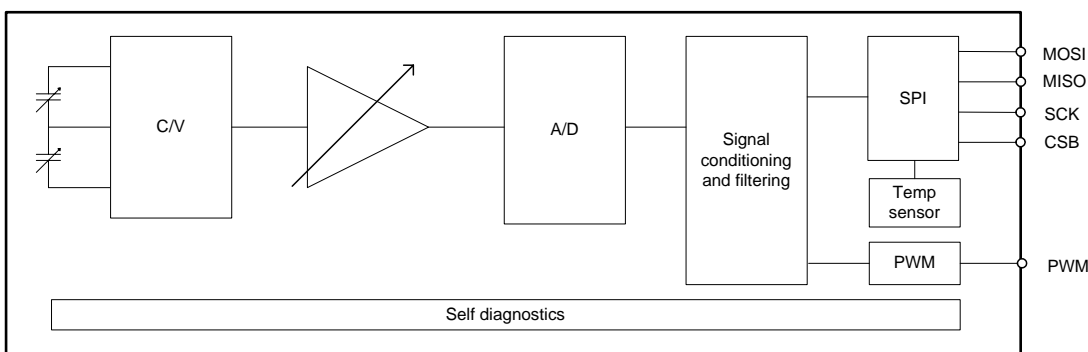 C/V
A/D
Signal
conditioning
and filtering
SPI
Temp
sensor
PWM
MOSI
MISO
SCK
CSB
PWM
Self diagnostics